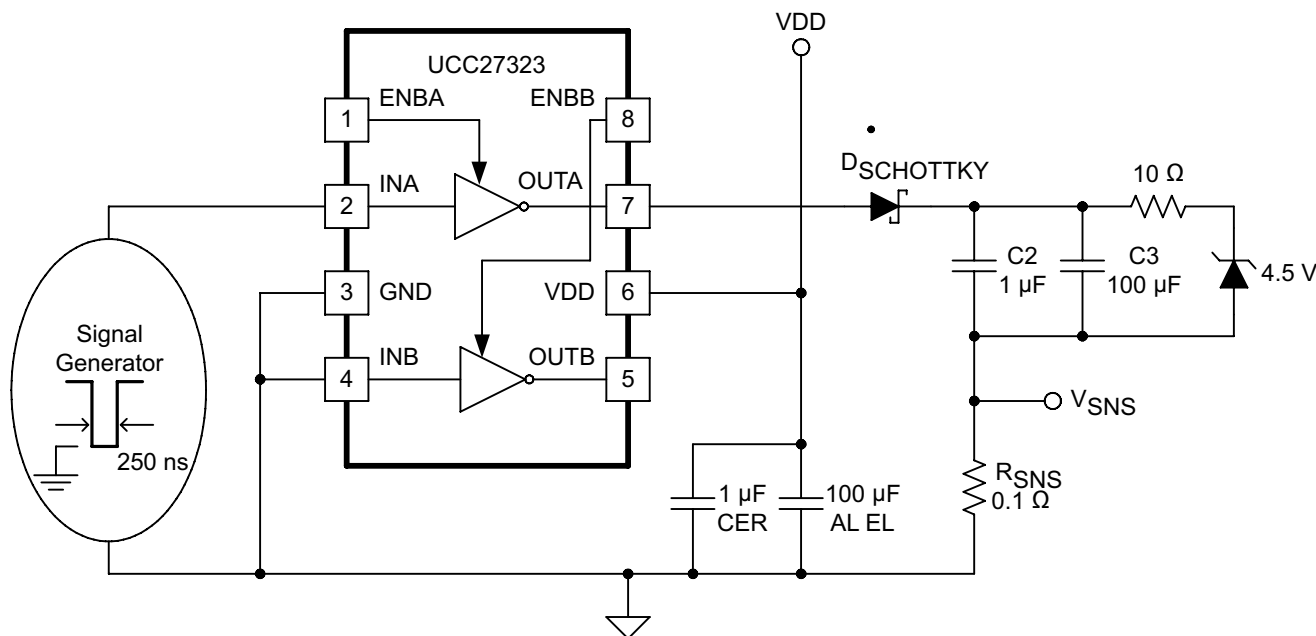 VDD
UCC27323
ENBA
ENBB
1
8
INA
OUTA
2
7
DSCHOTTKY
10 Ω
3
GND
VDD
6
C2
1 µF
C3
100 µF
4.5 V
Signal
Generator
250 ns
4
INB
OUTB
5
VSNS
1 µF
CER
100 µF
AL EL
RSNS
0.1 Ω